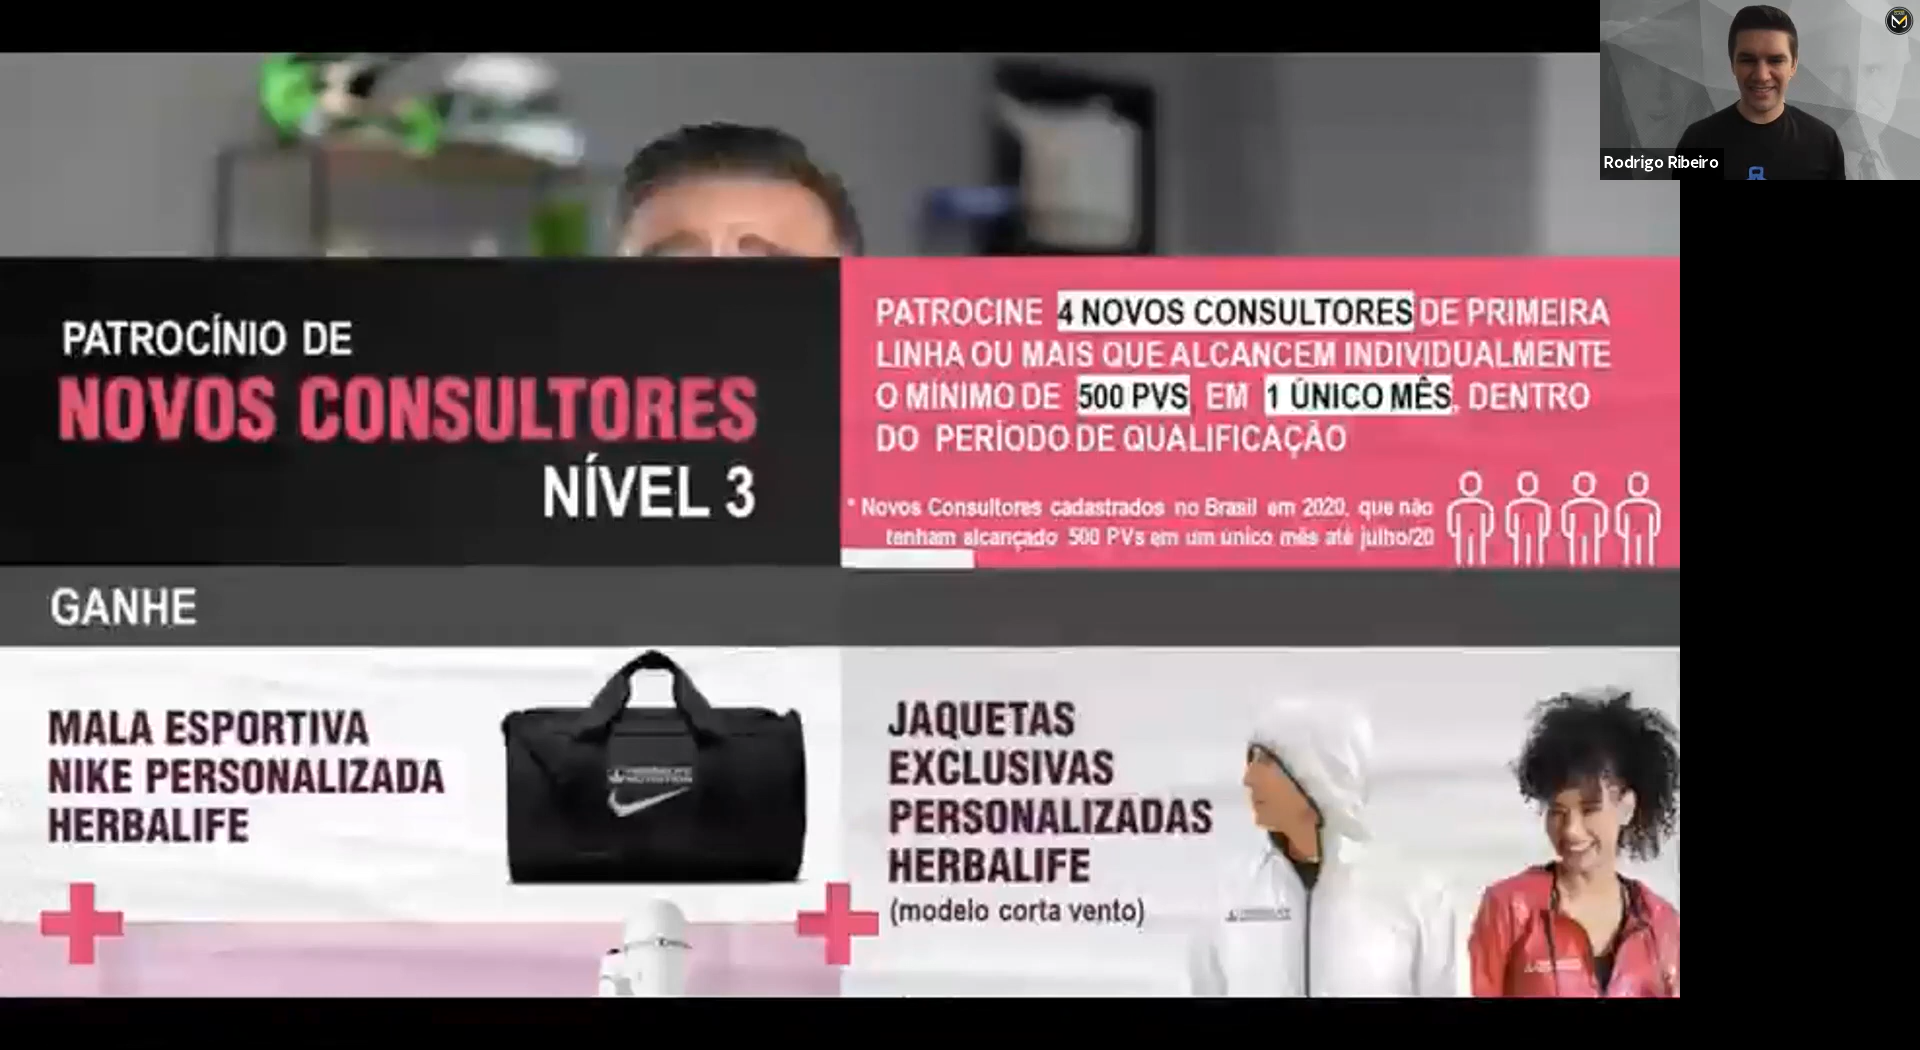 Rodrigo Ribeiro
PATROCÍNIO DE
NOVOS CONSULTORES
NÍVEL 3
PATROCINE 4 NOVOS CONSULTORES DE PRIMEIRA
LINHA OU MAIS QUE ALCANCEM INDIVIDUALMENTE
O MÍNIMO DE 500 PVS, EM 1 ÚNICO MÊS, DENTRO
DO PERÍODO DE QUALIFICAÇÃO
* Novos Consultores cadastrados no Brasil em 2020, que não
tenham alcançado 500 PVs em um único mês até julho/20
GANHE
MALA ESPORTIVA
NIKE PERSONALIZADA
HERBALIFE
JAQUETAS
EXCLUSIVAS
PERSONALIZADAS
HERBALIFE
(modelo corta vento)